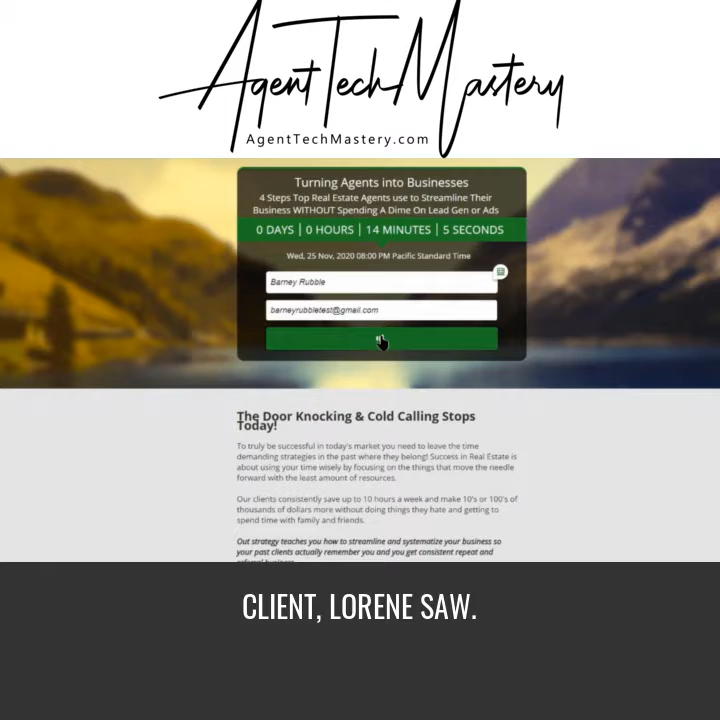 AgentTechMastery
AgentTechMastery.com
Turning Agents into Businesses
4 Steps Top Real Estate Agents use to Streamline Their
Business WITHOUT Spending A Dime On Lead Gen or Ads
0 DAYS | 0 HOURS | 14 MINUTES | 5 SECONDS
Wed, 25 Nov, 2020 08:00 PM Pacific Standard Time
Barney Rubble
barneyrubbletest@gmail.com
The Door Knocking & Cold Calling Stops
Today!
To truly be successful in today's market you need to leave the time
demanding strategies in the past where they belong! Success in Real Estate is
about using your time wisely by focusing on the things that move the needle
forward with the least amount of resources.
Our clients consistently save up to 10 hours a week and make 10's or 100's of
thousands of dollars more without doing things they hate and getting to
spend time with family and friends.
Out strategy teaches you how to streamline and systematize your business so
your past clients actually remember you and you get consistent repeat and
referral business
CLIENT, LORENE SAW.